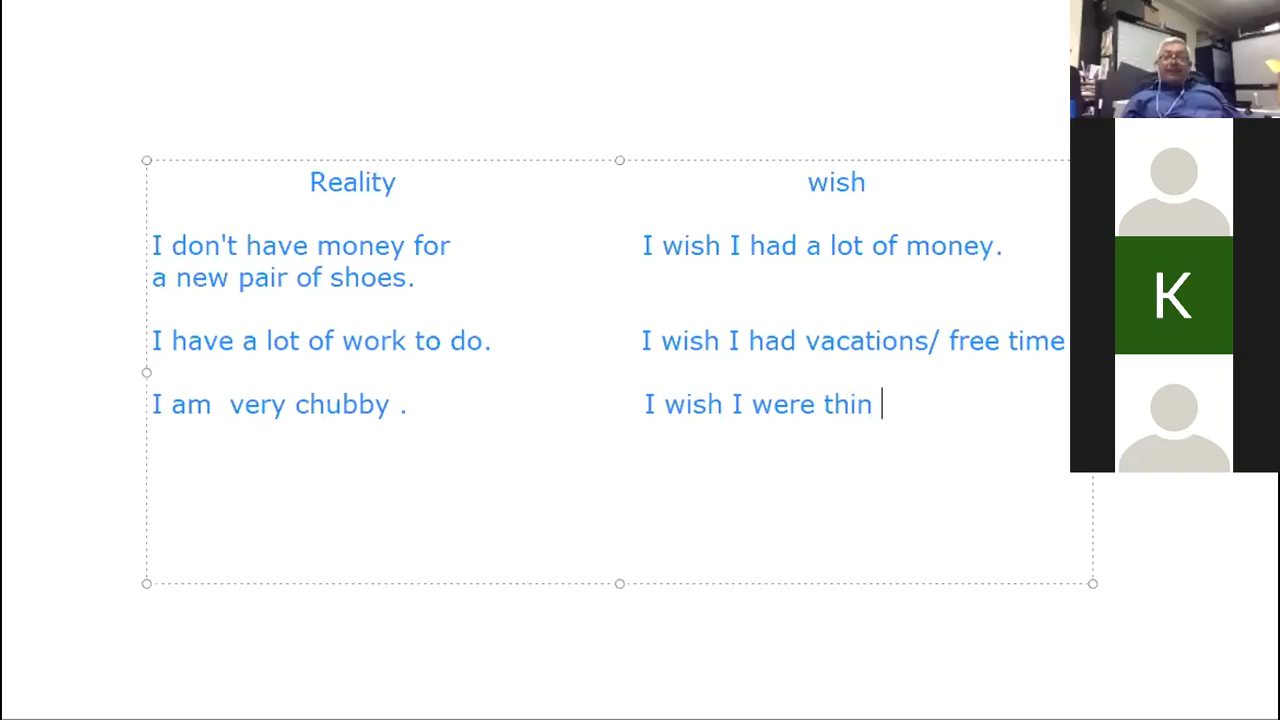 Reality wish
I don't have money for I wish I had a lot of money.
a new pair of shoes.
I have a lot of work to do. I wish I had vacations/ free time
I am  very chubby . I wish I were thin
K